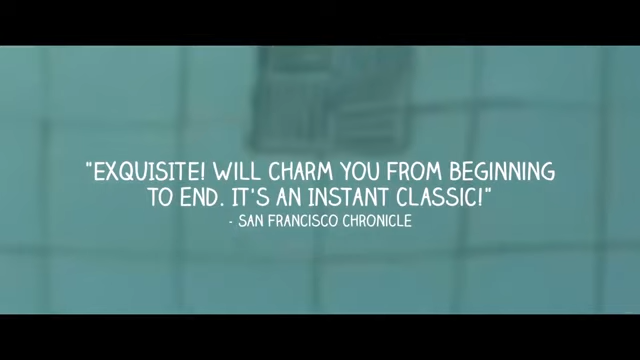 "EXQUISITE! WILL CHARM YOU FROM BEGINNING
TO END. IT'S AN INSTANT CLASSIC!"
- SAN FRANCISCO CHRONICLE